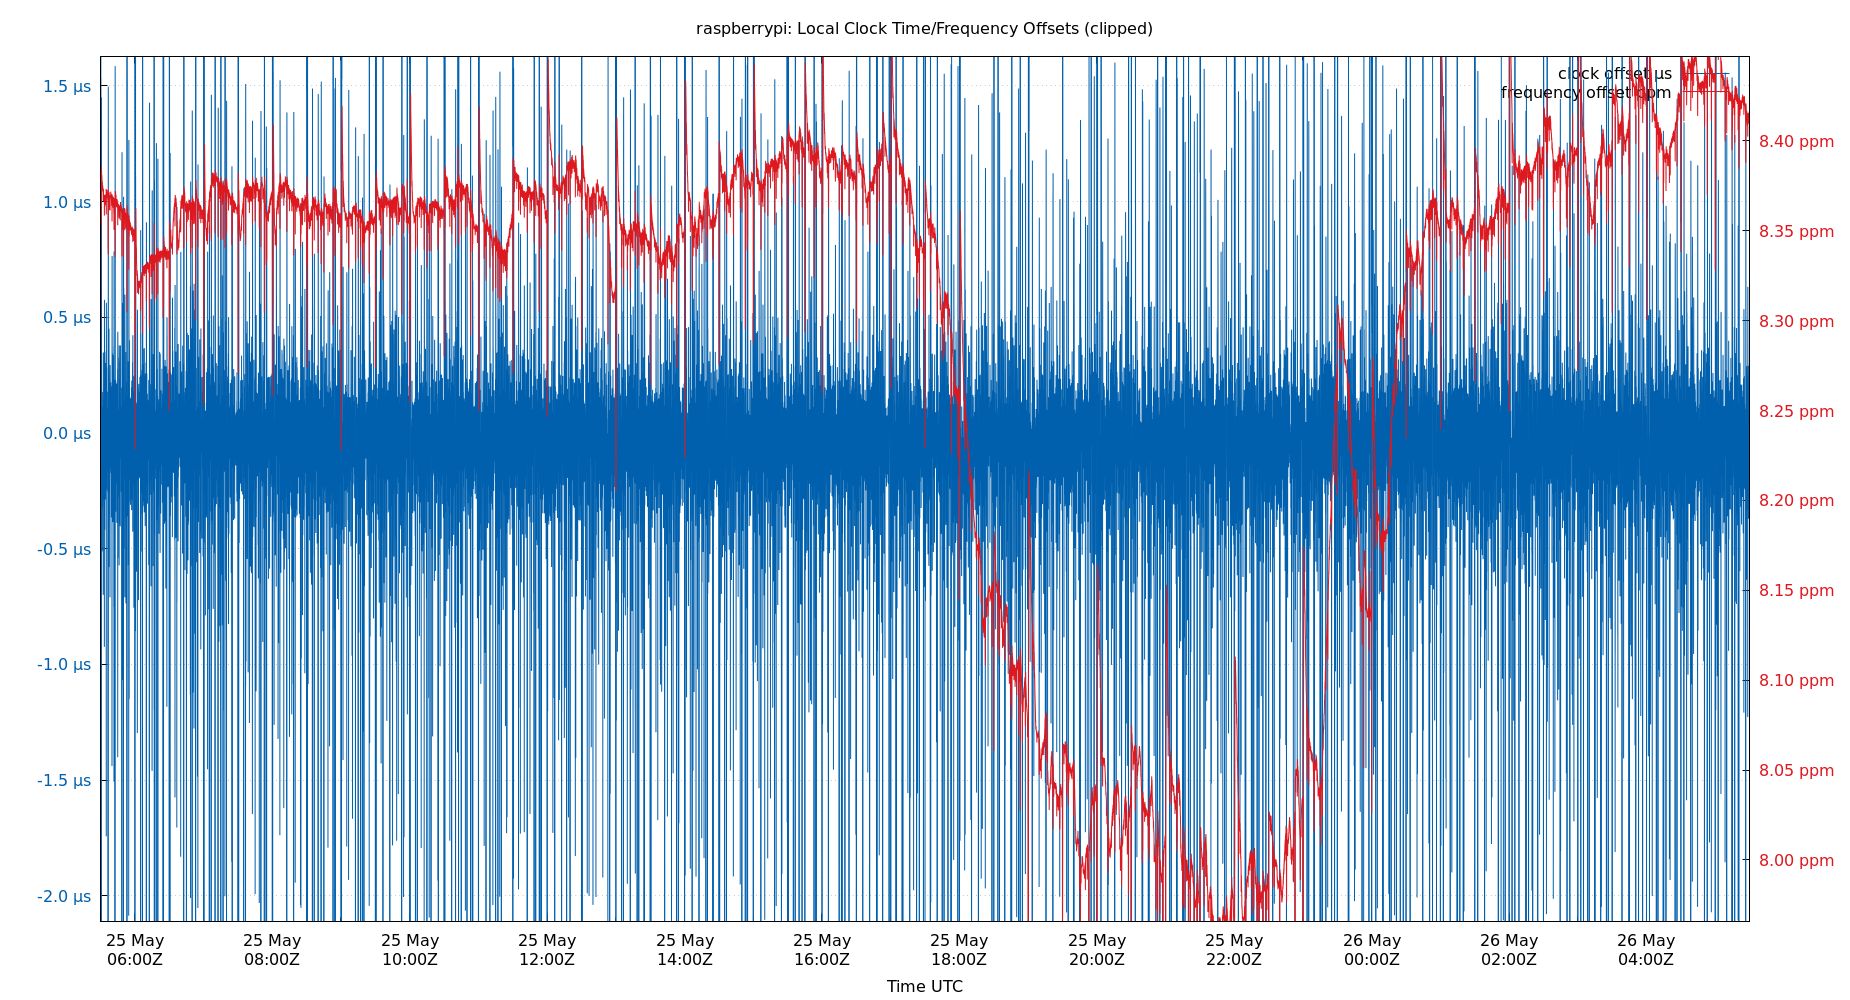 raspberrypi: Local Clock Time/Frequency Offsets (clipped)
clock offset µs
frequency offset ppm
1.5 µs
1.0 µs
0.5 µs
0.0 µs
-0.5 µs
-1.0 µs
-1.5 µs
-2.0 µs
8.40 ppm
8.35 ppm
8.30 ppm
8.25 ppm
8.20 ppm
8.15 ppm
8.10 ppm
8.05 ppm
8.00 ppm
25 May
06:00Z
25 May
08:00Z
25 May
10:00Z
25 May
12:00Z
25 May
14:00Z
25 May
16:00Z
25 May
18:00Z
25 May
20:00Z
25 May
22:00Z
26 May
00:00Z
26 May
02:00Z
26 May
04:00Z
Time UTC